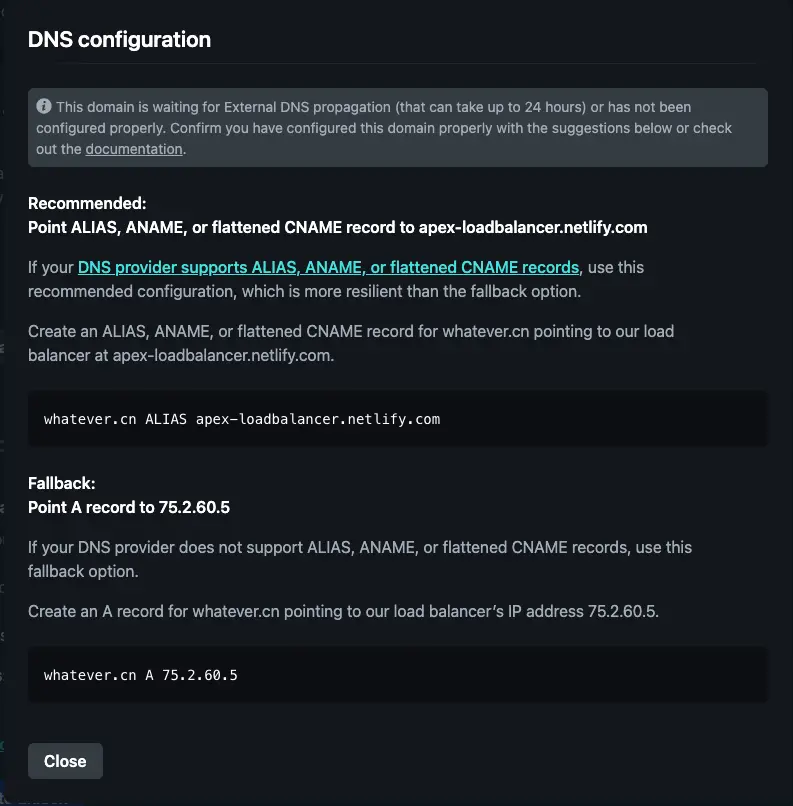 DNS configuration
This domain is waiting for External DNS propagation (that can take up to 24 hours) or has not been
configured properly. Confirm you have configured this domain properly with the suggestions below or check
out the documentation.
Recommended:
Point ALIAS, ANAME, or flattened CNAME record to apex-loadbalancer.netlify.com
If your DNS provider supports ALIAS, ANAME, or flattened CNAME records, use this
recommended configuration, which is more resilient than the fallback option.
Create an ALIAS, ANAME, or flattened CNAME record for whatever.cn pointing to our load
balancer at apex-loadbalancer.netlify.com.
whatever.cn ALIAS apex-loadbalancer.netlify.com
Fallback:
Point A record to 75.2.60.5
If your DNS provider does not support ALIAS, ANAME, or flattened CNAME records, use this
fallback option.
Create an A record for whatever.cn pointing to our load balancer’s IP address 75.2.60.5.
whatever.cn A 75.2.60.5
Close